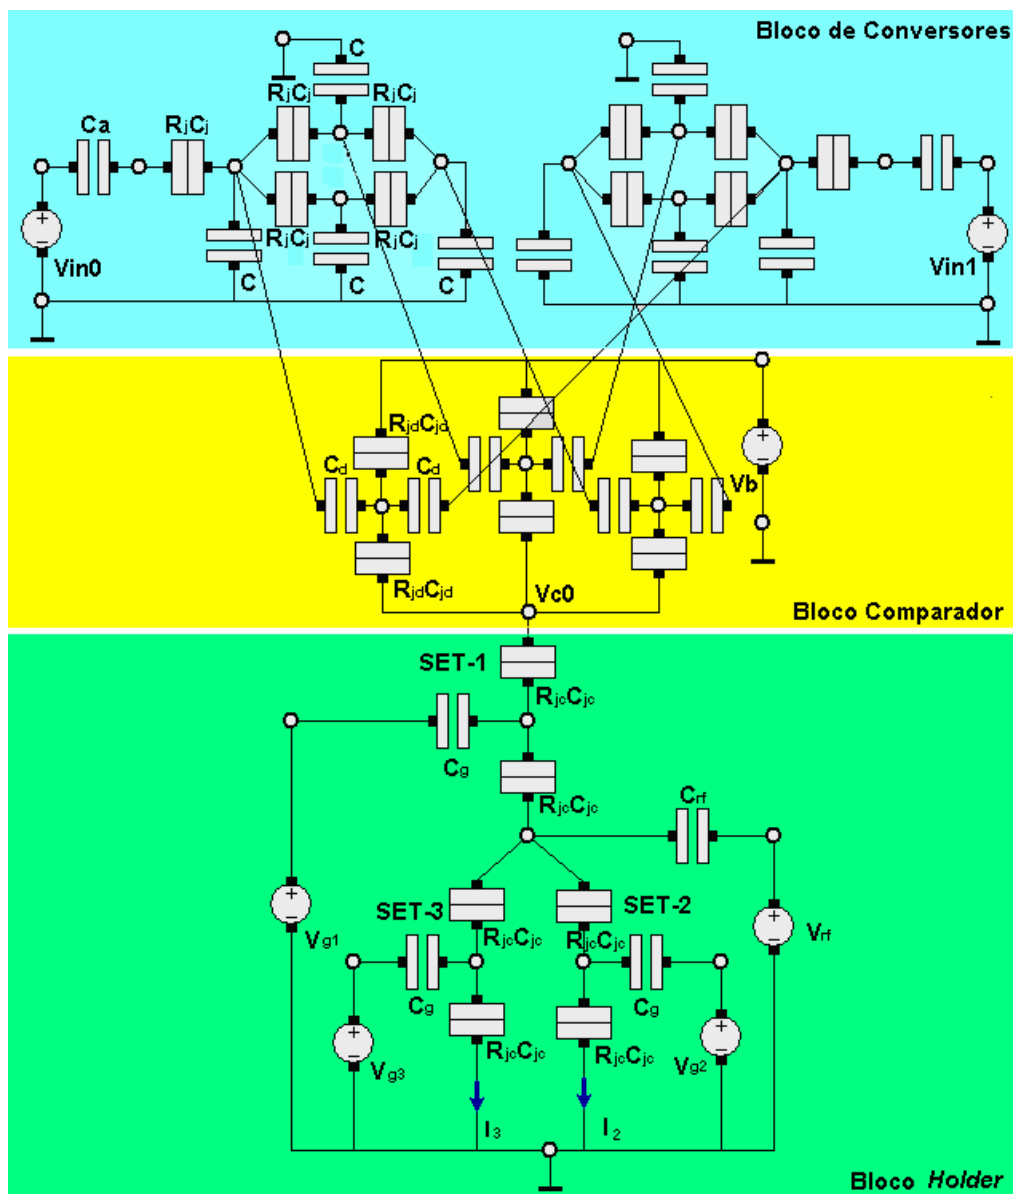 Bloco de Conversores
C
RjCj RjCj
Ca RjCj
RjCj RjCj
Vin0 Vin1
C C C
RjdCjd
Cd Cd Vb
RjdCjd
Vc0
Bloco Comparador
SET-1
RjcCjc
Cg
RjcCjc
Crf
SET-3 SET-2
Vg1 RjcCjc RjcCjc Vrf
Cg Cg
RjcCjc RjcCjc
Vg3 Vg2
I3 I2
Bloco Holder